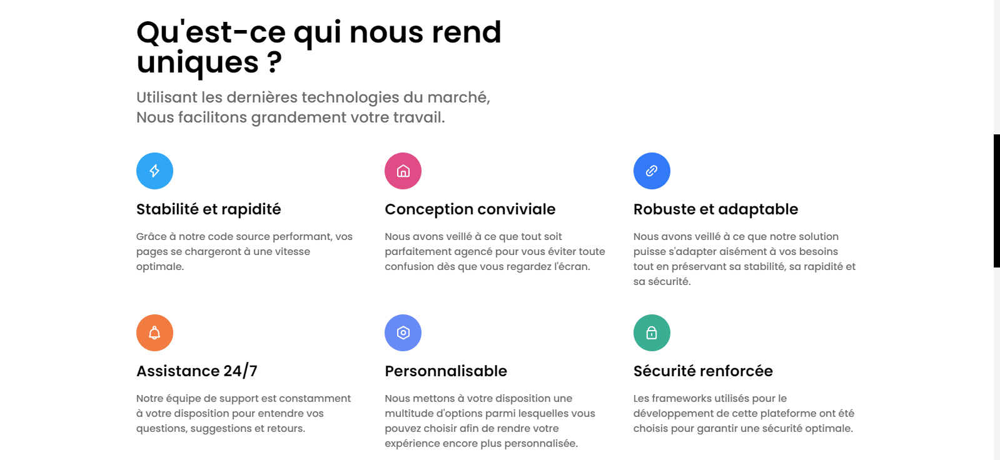 Qu'est-ce qui nous rend
uniques ?
Utilisant les dernières technologies du marché,
Nous facilitons grandement votre travail.
Stabilité et rapidité
Grâce à notre code source performant, vos
pages se chargeront à une vitesse
optimale.
Conception conviviale
Nous avons veillé à ce que tout soit
parfaitement agencé pour vous éviter toute
confusion dès que vous regardez l'écran.
Robuste et adaptable
Nous avons veillé à ce que notre solution
puisse s'adapter aisément à vos besoins
tout en préservant sa stabilité, sa rapidité et
sa sécurité.
Assistance 24/7
Notre équipe de support est constamment
à votre disposition pour entendre vos
questions, suggestions et retours.
Personnalisable
Nous mettons à votre disposition une
multitude d'options parmi lesquelles vous
pouvez choisir afin de rendre votre
expérience encore plus personnalisée.
Sécurité renforcée
Les frameworks utilisés pour le
développement de cette plateforme ont été
choisis pour garantir une sécurité optimale.